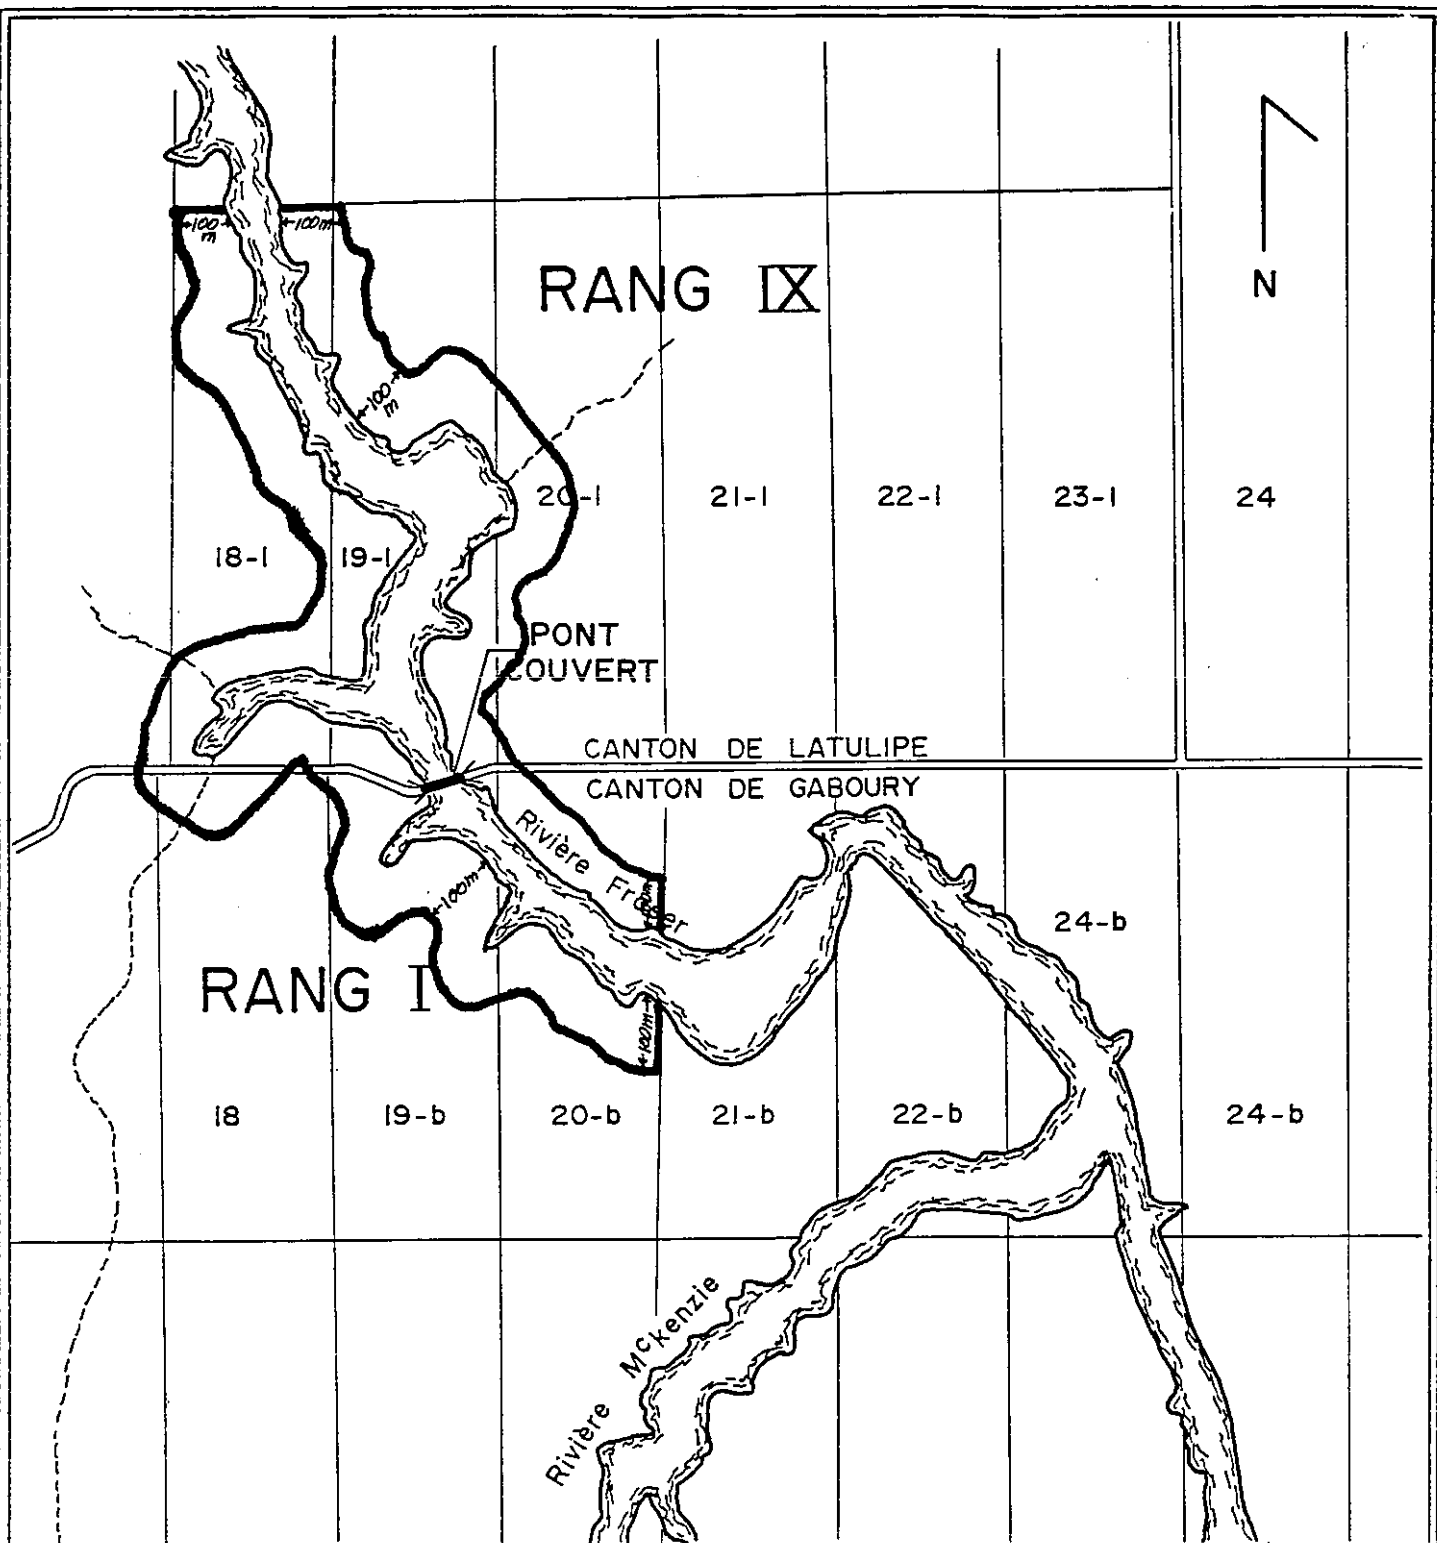 100
m
100m
N
RANG IX
100
m
20-1
21-1
22-1
23-1
24
18-1
19-1
PONT
COUVERT
CANTON DE LATULIPE
CANTON DE GABOURY
Rivière Fraser
100m
100m
24-b
RANG I
100m
18
19-b
20-b
21-b
22-b
24-b
Rivière McKenzie